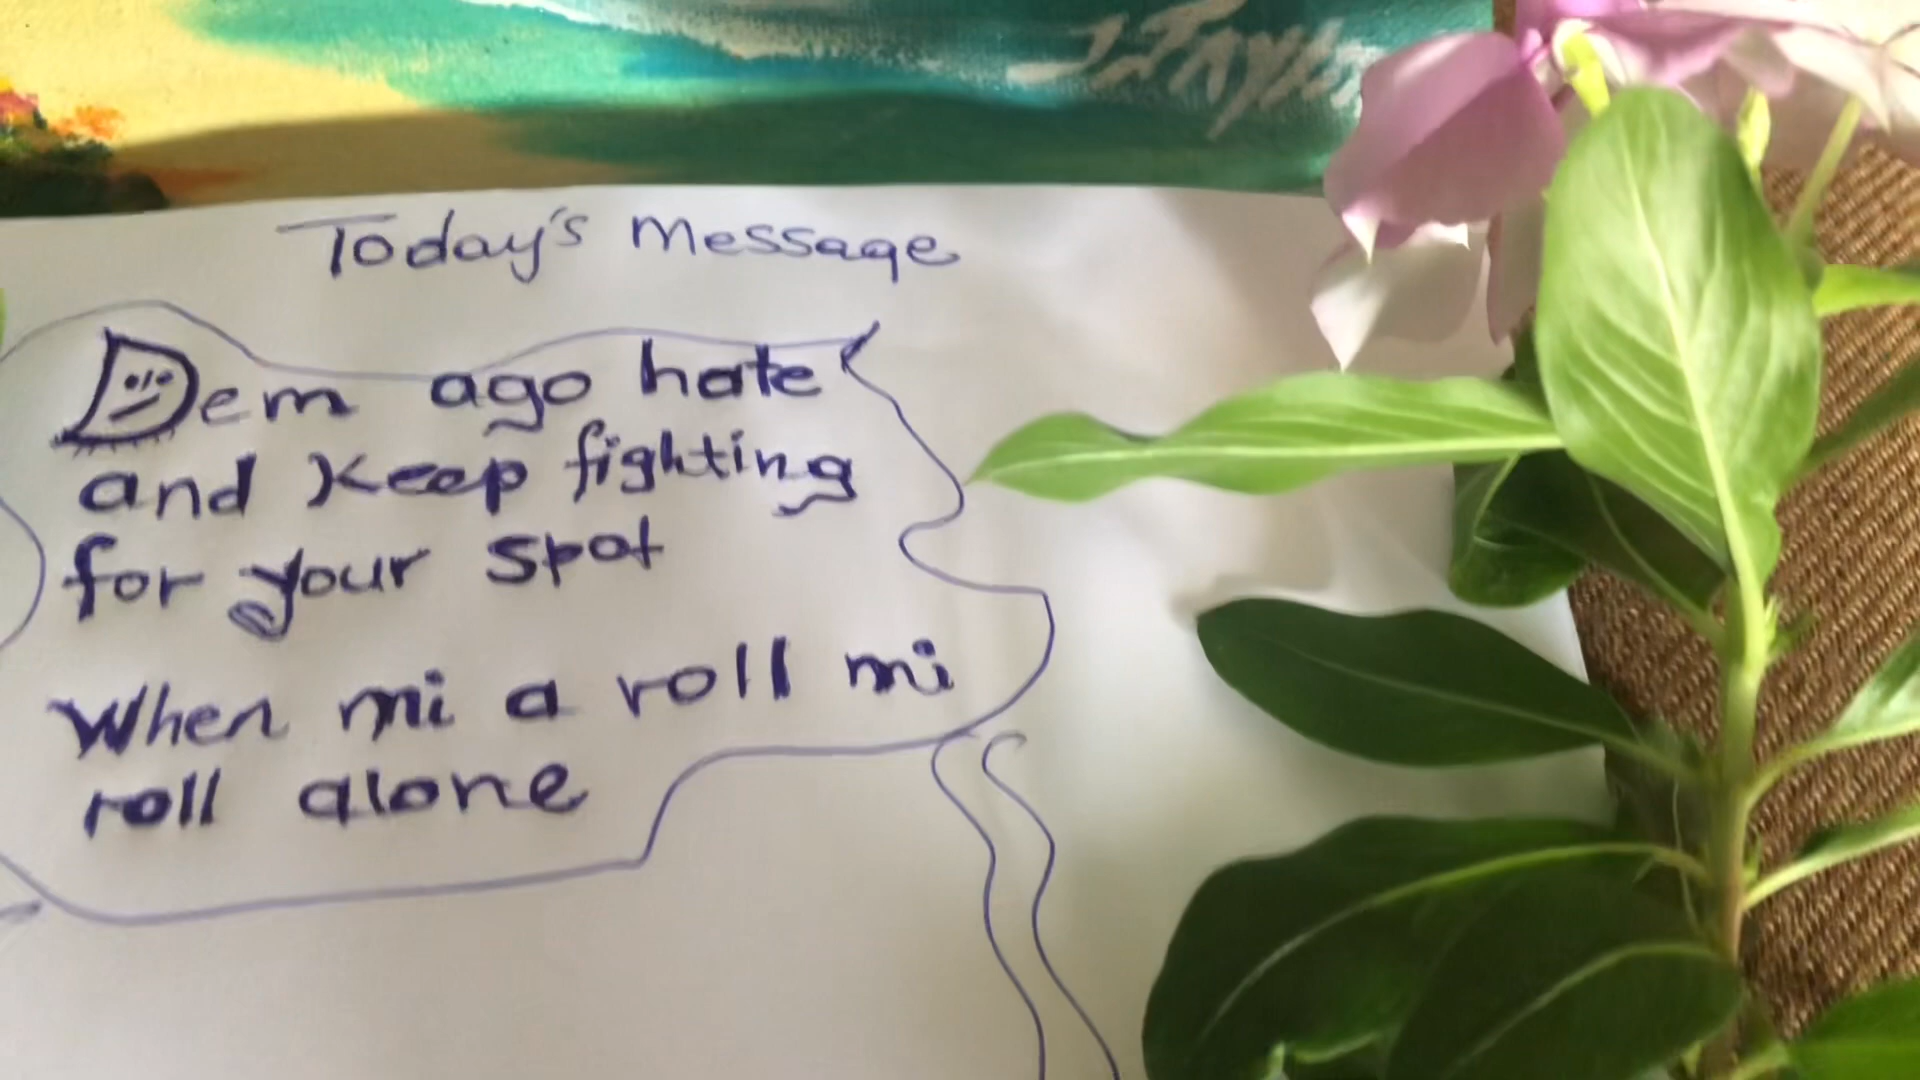 Today's Message
Dem ago hate
and Keep fighting
for your spot
When mi a roll mi
roll alone